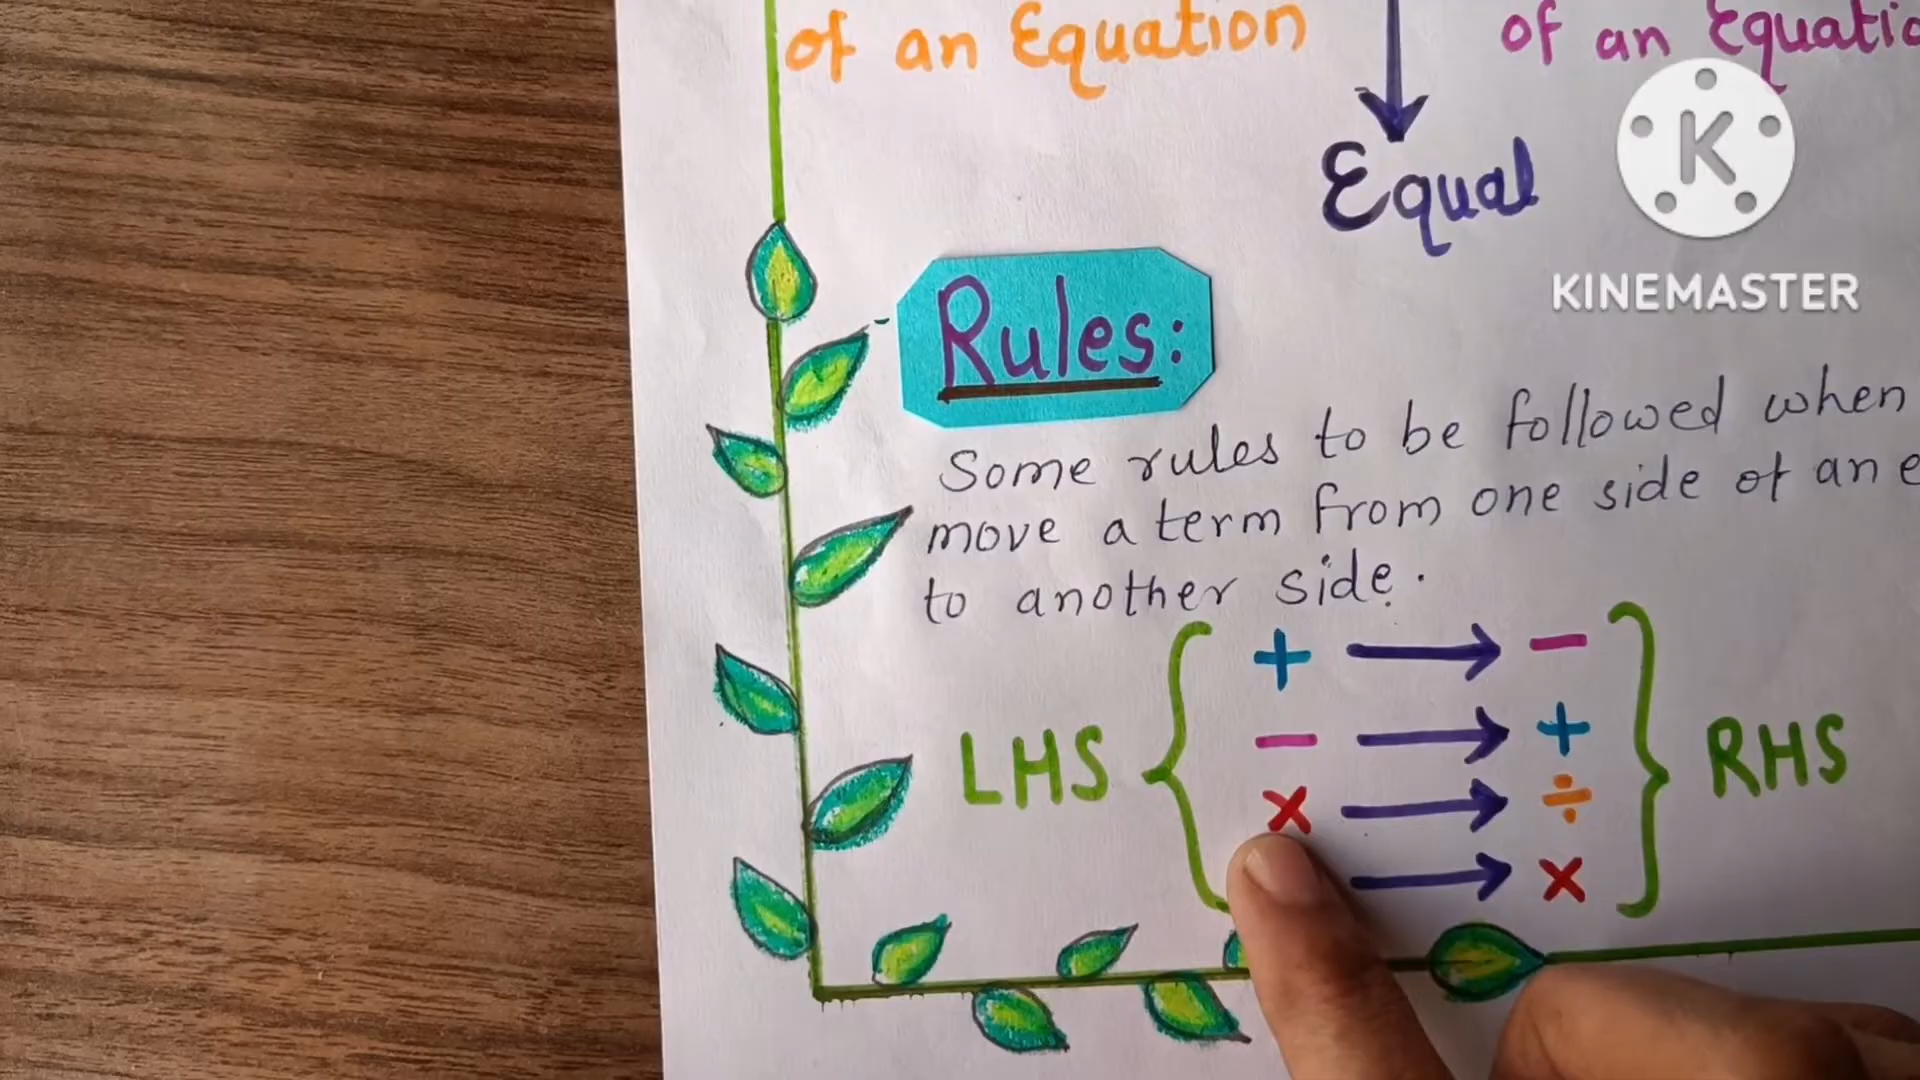 of an Equation
of an Equatio
Equal
KINEMASTER
Rules:
Some rules to be followed when
move a term from one side of an e
to another side.
LHS { + → − } RHS
− → +
× → ÷
→ ×